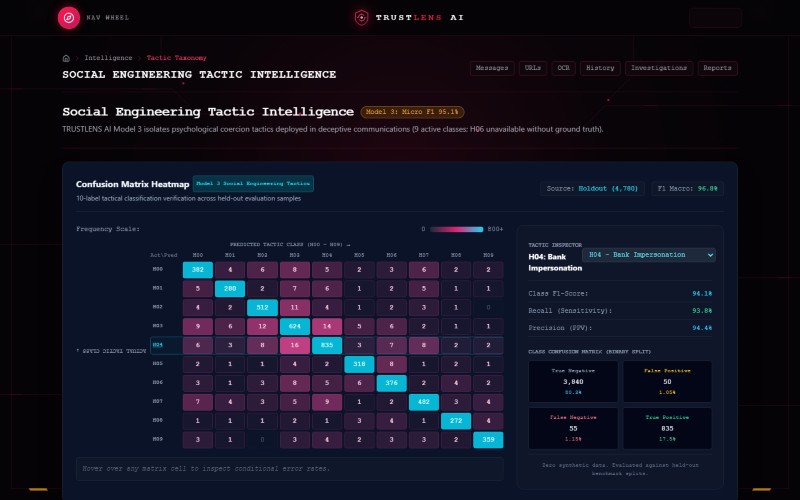 NAV WHEEL
TRUSTLENS AI
Intelligence › Tactic Taxonomy
SOCIAL ENGINEERING TACTIC INTELLIGENCE
Messages URLs OCR History Investigations Reports
Social Engineering Tactic Intelligence Model 3: Micro F1 95.1%
TRUSTLENS AI Model 3 isolates psychological coercion tactics deployed in deceptive communications (9 active classes; H06 unavailable without ground truth).
Confusion Matrix Heatmap Model 3 Social Engineering Tactics
10-label tactical classification verification across held-out evaluation samples
Source: Holdout (4,780) F1 Macro: 96.8%
Frequency Scale: 0 800+
PREDICTED TACTIC CLASS (H00 - H09) →
Act\Pred H00 H01 H02 H03 H04 H05 H06 H07 H08 H09
H00 382 4 6 8 5 2 3 6 2 2
H01 5 280 2 7 6 1 2 5 1 1
H02 4 2 512 11 4 1 2 3 1 0
H03 9 6 12 624 14 5 6 2 1 1
H04 6 3 8 16 835 3 7 8 2 2
H05 2 1 1 4 2 318 8 1 2 1
H06 3 1 3 8 5 6 376 2 4 2
H07 7 4 3 5 9 1 2 482 3 4
H08 1 1 1 2 1 3 4 1 272 4
H09 3 1 0 3 4 2 3 3 2 359
ACTUAL TACTIC CLASS
Hover over any matrix cell to inspect conditional error rates.
TACTIC INSPECTOR
H04: Bank Impersonation
H04 - Bank Impersonation
Class F1-Score: 94.1%
Recall (Sensitivity): 93.8%
Precision (PPV): 94.4%
CLASS CONFUSION MATRIX (BINARY SPLIT)
True Negative
3,840
False Positive
50
1.05%
False Negative
55
1.15%
True Positive
835
Zero synthetic data. Evaluated against held-out
benchmark splits.